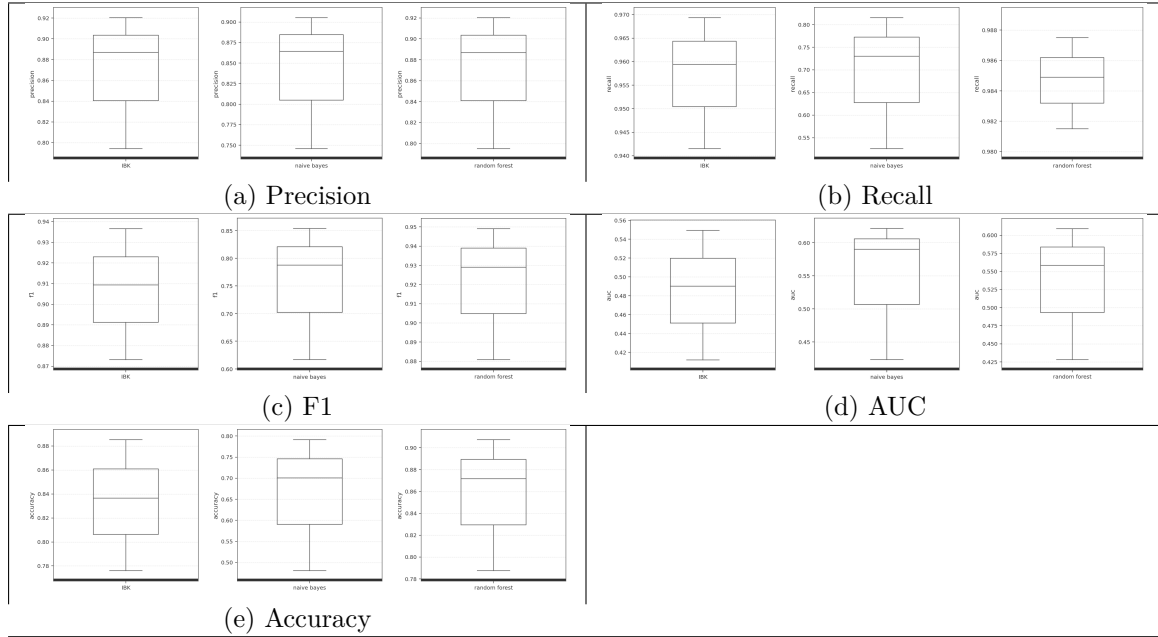 0.92
0.90
0.88
0.86
0.84
0.82
0.80
precision
IBK
0.900
0.875
0.850
0.825
0.800
0.775
0.750
precision
naive bayes
0.92
0.90
0.88
0.86
0.84
0.82
0.80
precision
random forest
(a) Precision
0.970
0.965
0.960
0.955
0.950
0.945
0.940
recall
IBK
0.80
0.75
0.70
0.65
0.60
0.55
recall
naive bayes
0.988
0.986
0.984
0.982
0.980
recall
random forest
(b) Recall
0.94
0.93
0.92
0.91
0.90
0.89
0.88
0.87
f1
IBK
0.85
0.80
0.75
0.70
0.65
0.60
f1
naive bayes
0.95
0.94
0.93
0.92
0.91
0.90
0.89
0.88
f1
random forest
(c) F1
0.56
0.54
0.52
0.50
0.48
0.46
0.44
0.42
auc
IBK
0.60
0.55
0.50
0.45
auc
naive bayes
0.600
0.575
0.550
0.525
0.500
0.475
0.450
0.425
auc
random forest
(d) AUC
0.88
0.86
0.84
0.82
0.80
0.78
accuracy
IBK
0.80
0.75
0.70
0.65
0.60
0.55
0.50
accuracy
naive bayes
0.90
0.88
0.86
0.84
0.82
0.80
0.78
accuracy
random forest
(e) Accuracy